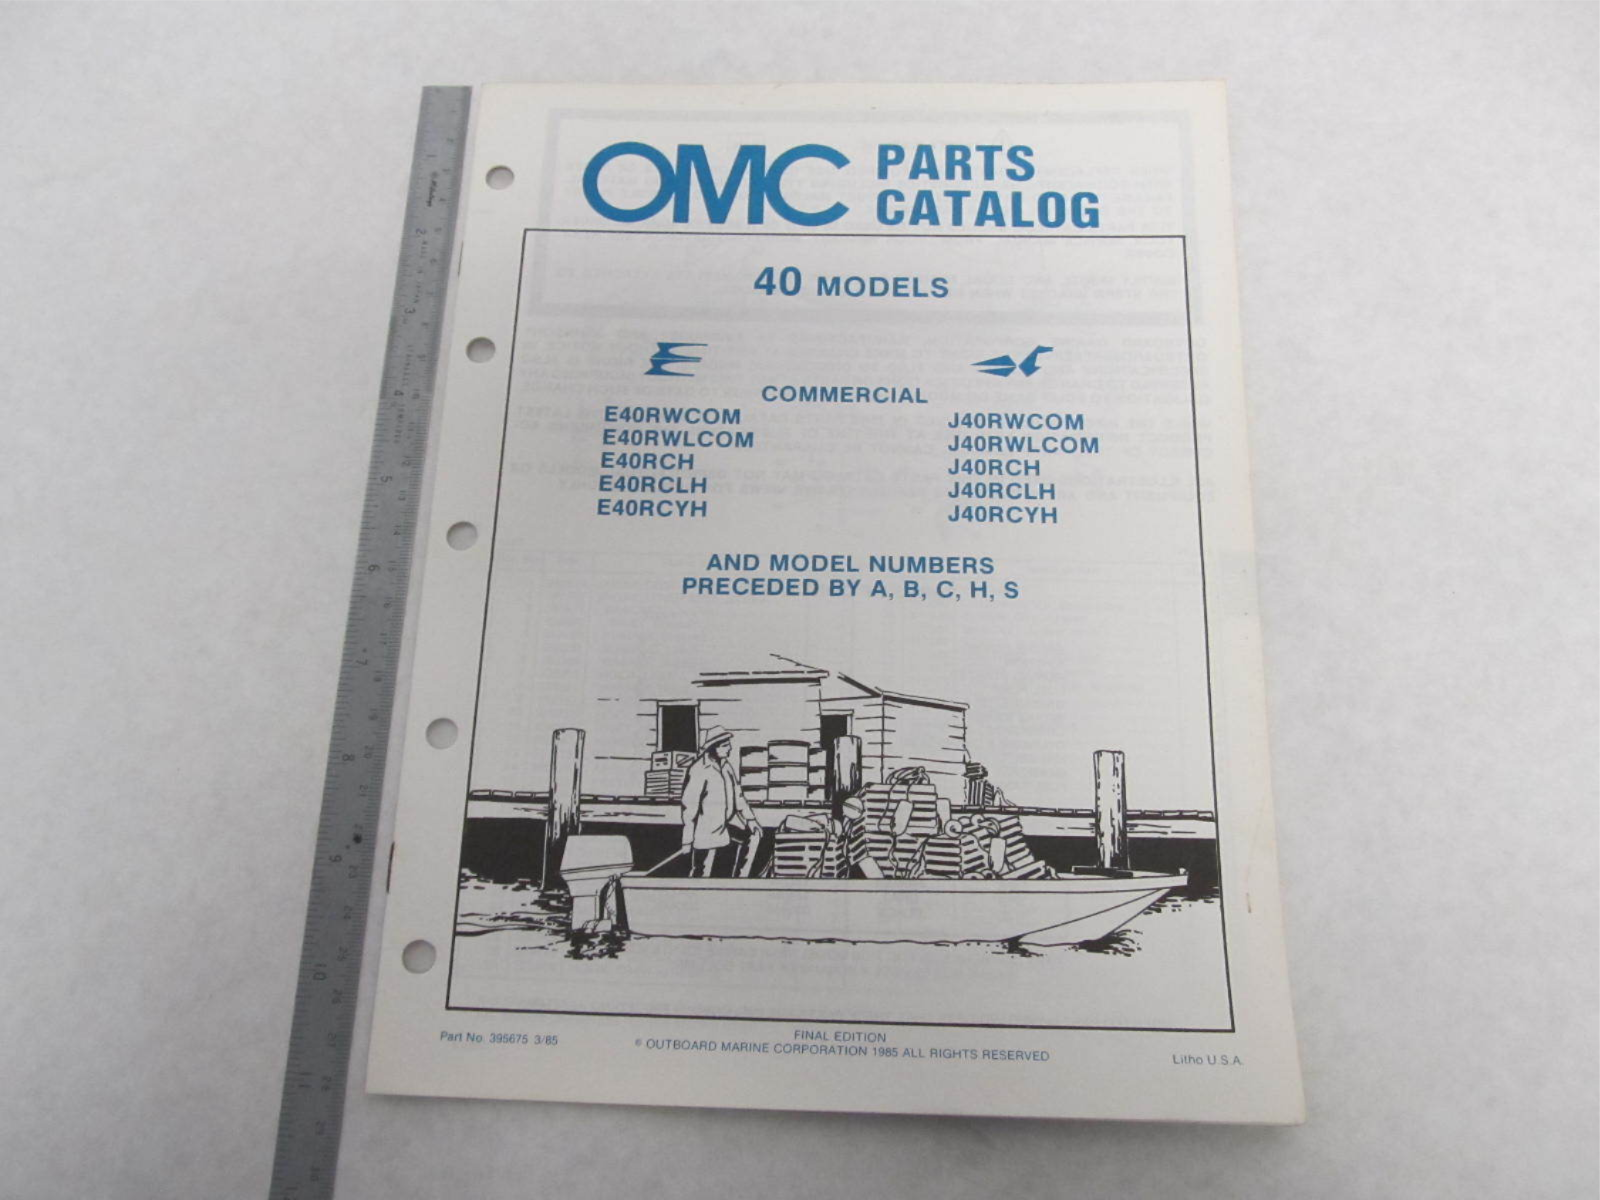 OMC PARTS
CATALOG
40 MODELS
COMMERCIAL
E40RWCOM
E40RWLCOM
E40RCH
E40RCLH
E40RCYH
J40RWCOM
J40RWLCOM
J40RCH
J40RCLH
J40RCYH
AND MODEL NUMBERS
PRECEDED BY A, B, C, H, S
Part No. 395675 3/85
FINAL EDITION
© OUTBOARD MARINE CORPORATION 1985 ALL RIGHTS RESERVED
Litho U.S.A.